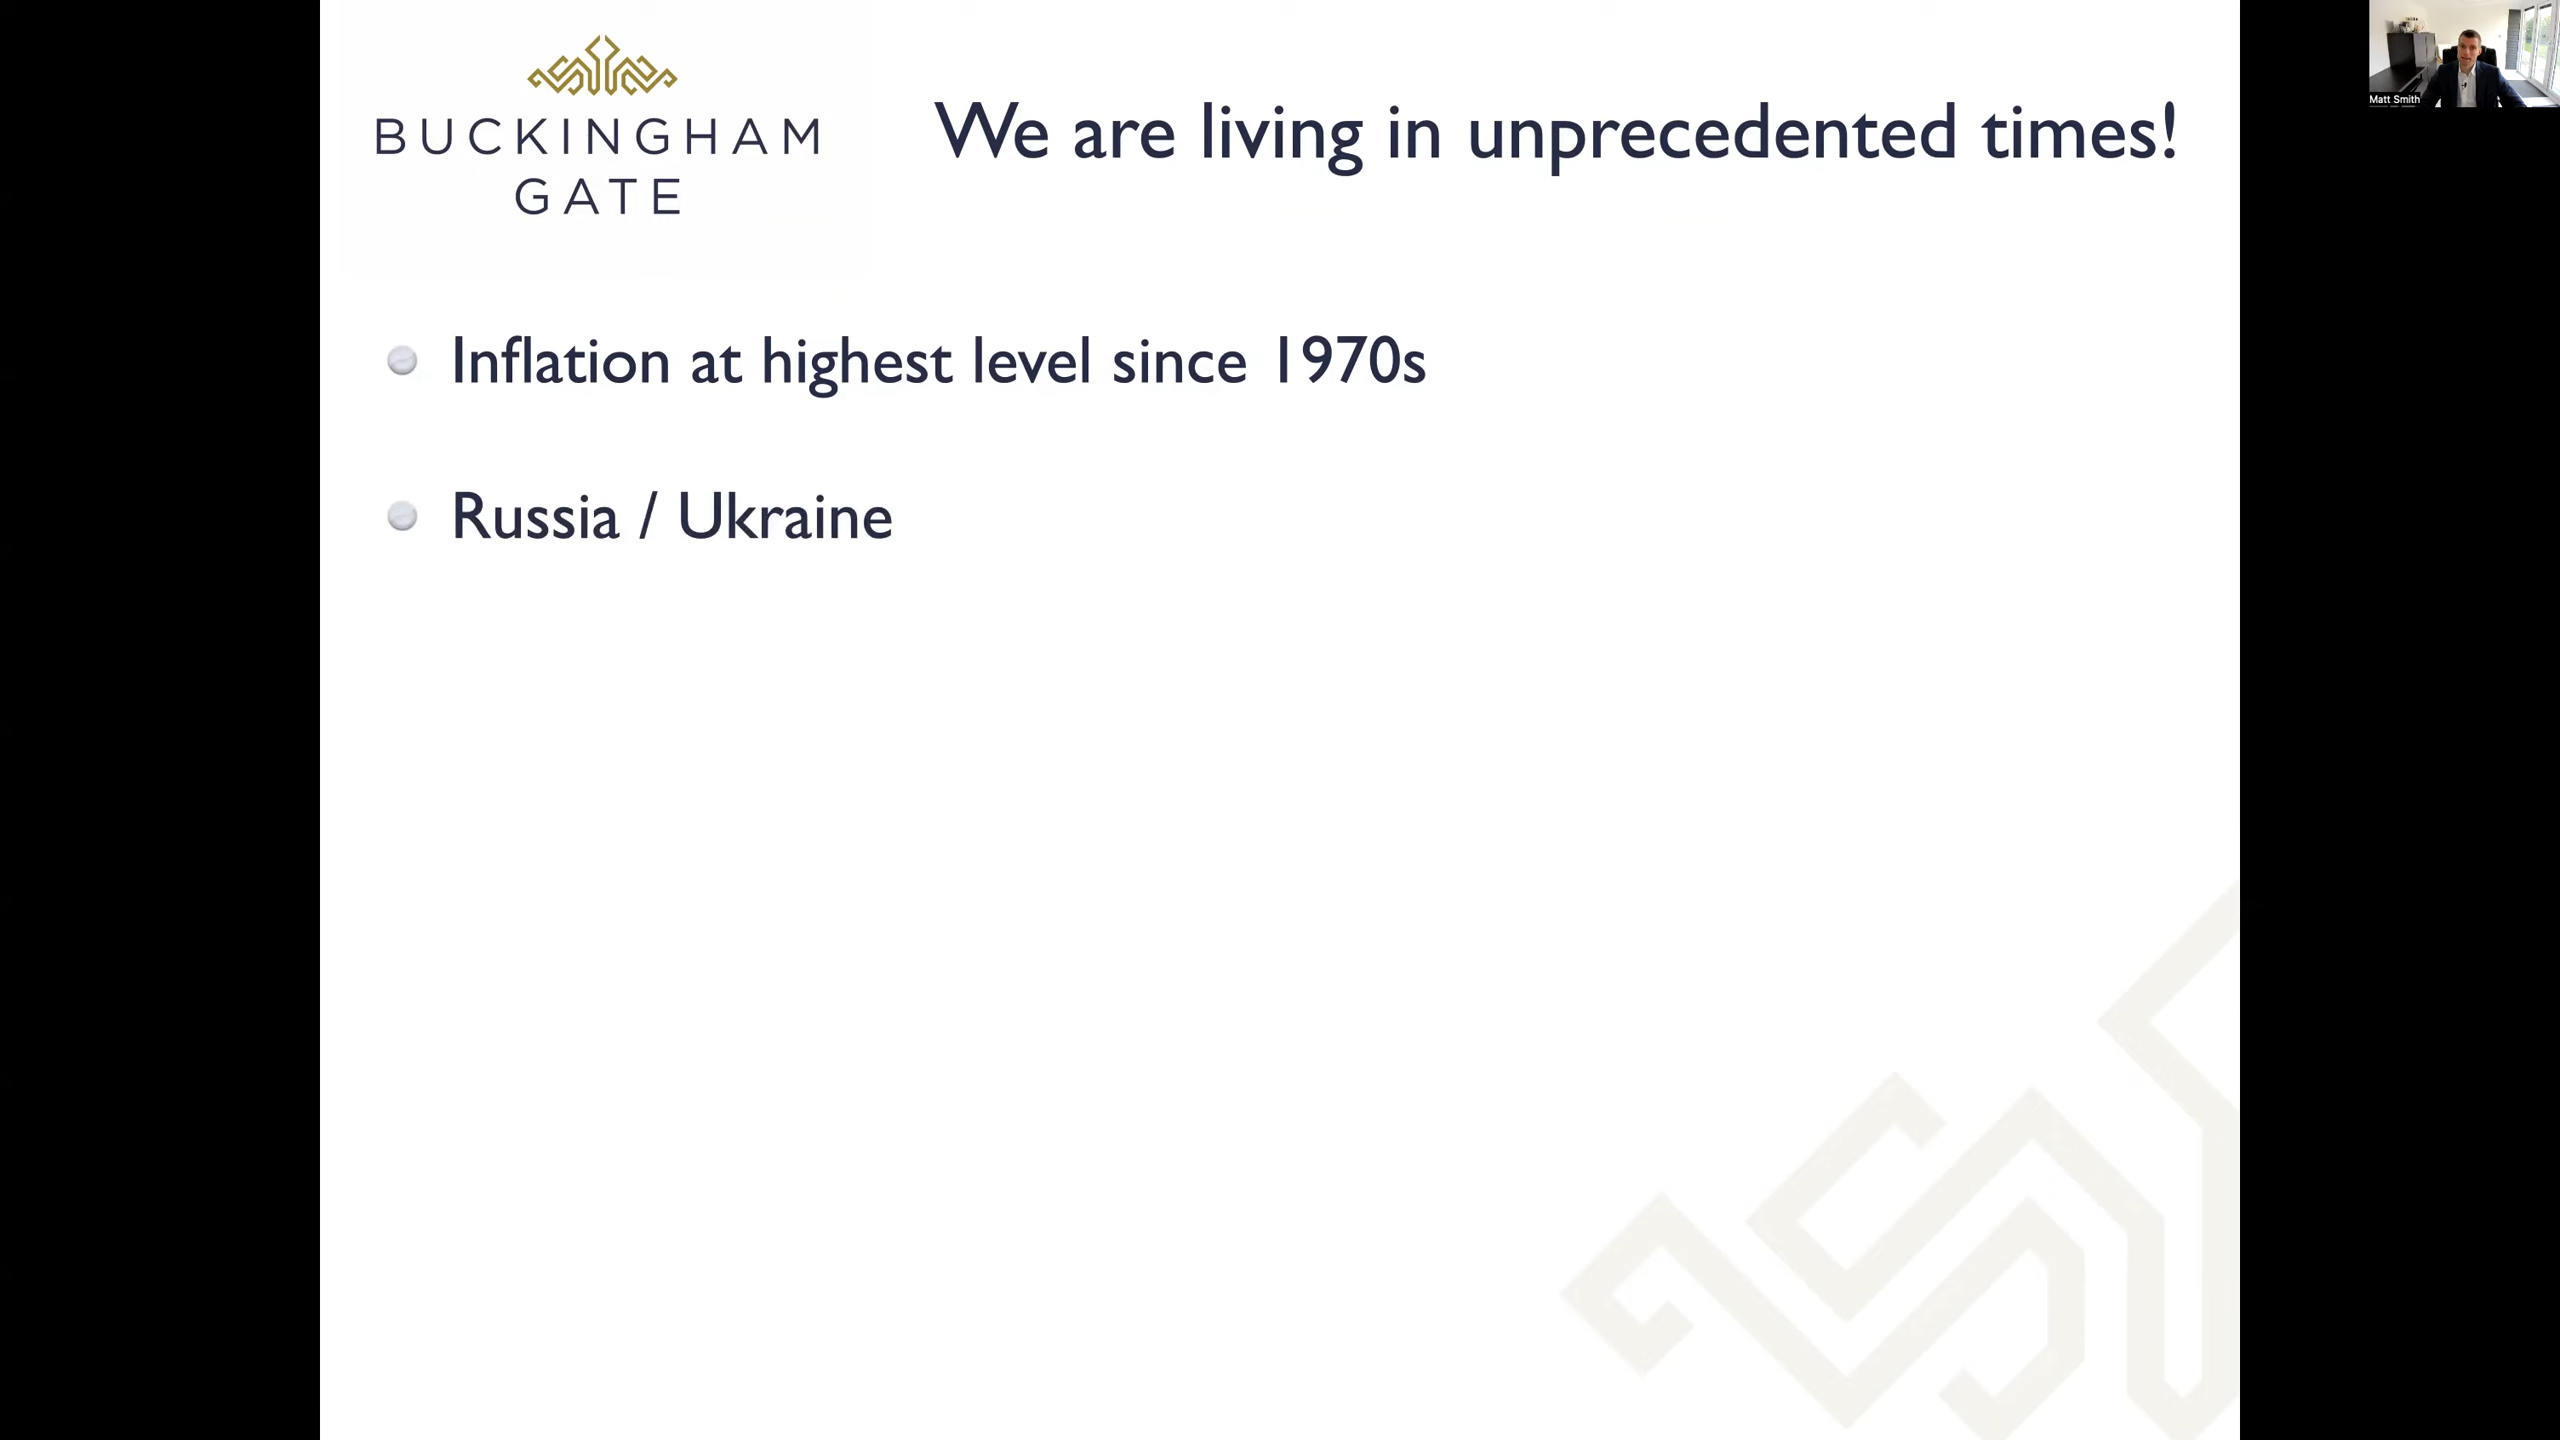 BUCKINGHAM
GATE
We are living in unprecedented times!
Inflation at highest level since 1970s
Russia / Ukraine
Matt Smith